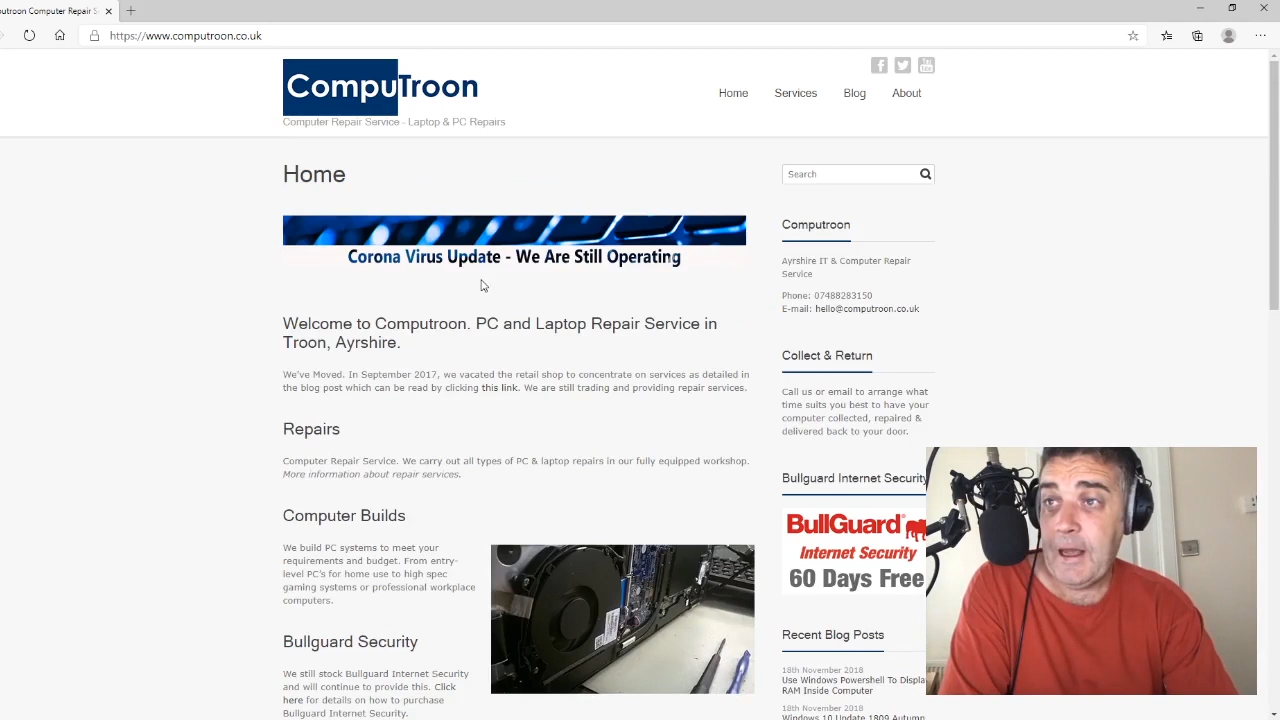 omputroon Computer Repair S
https://www.computroon.co.uk
CompuTroon
Computer Repair Service - Laptop & PC Repairs
Home
Services
Blog
About
You
Tube
Home
Search
Corona Virus Update - We Are Still Operating
Welcome to Computroon. PC and Laptop Repair Service in
Troon, Ayrshire.
We've Moved. In September 2017, we vacated the retail shop to concentrate on services as detailed in
the blog post which can be read by clicking this link. We are still trading and providing repair services.
Repairs
Computer Repair Service. We carry out all types of PC & laptop repairs in our fully equipped workshop.
More information about repair services.
Computer Builds
We build PC systems to meet your
requirements and budget. From entry-
level PC's for home use to high spec
gaming systems or professional workplace
computers.
Bullguard Security
We still stock Bullguard Internet Security
and will continue to provide this. Click
here for details on how to purchase
Bullguard Internet Security.
Computroon
Ayrshire IT & Computer Repair
Service
Phone: 07488283150
E-mail: hello@computroon.co.uk
Collect & Return
Call us or email to arrange what
time suits you best to have your
computer collected, repaired &
delivered back to your door.
Bullguard Internet Security
BULLGUARD®
Internet Security
60 Days Free
Recent Blog Posts
18th November 2018
Use Windows Powershell To Displa
RAM Inside Computer
18th November 2018
Windows 10 Update 1809 Autumn